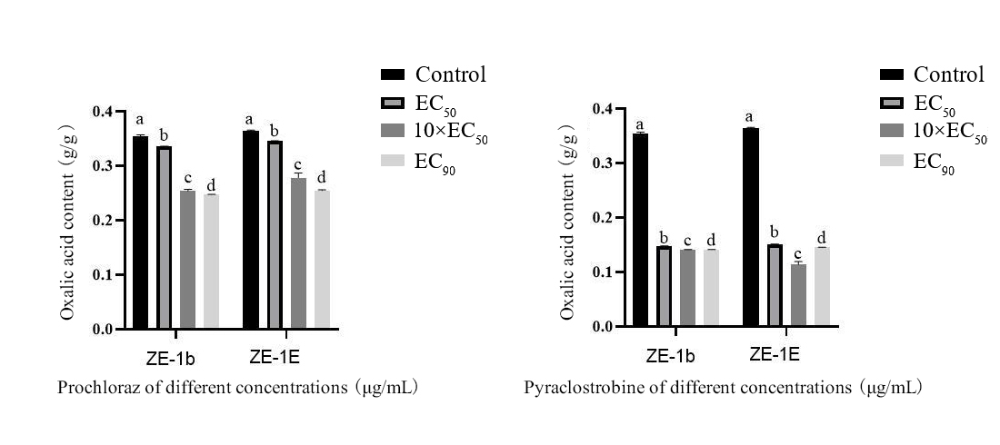 Control
EC50
10×EC50
EC90
Oxalic acid content (g/g)
0.4
0.3
0.2
0.1
0.0
a
b
c
d
a
b
c
d
ZE-1b
ZE-1E
Prochloraz of different concentrations (μg/mL)
Control
EC50
10×EC50
EC90
Oxalic acid content (g/g)
0.4
0.3
0.2
0.1
0.0
a
b
c
d
a
b
c
d
ZE-1b
ZE-1E
Pyraclostrobine of different concentrations (μg/mL)